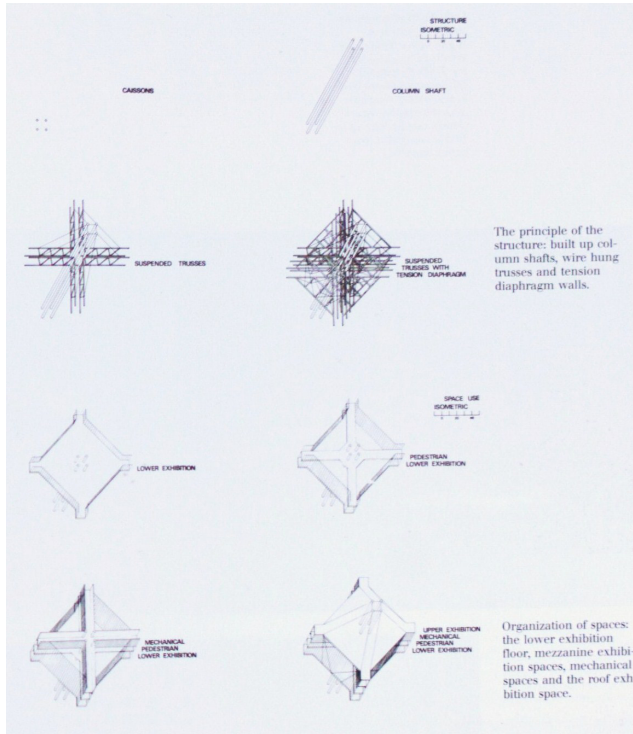 STRUCTURE
ISOMETRIC
0 20 40
CAISSONS
COLUMN SHAFT
SUSPENDED TRUSSES
SUSPENDED
TRUSSES WITH
TENSION DIAPHRAGM
The principle of the
structure: built up col-
umn shafts, wire hung
trusses and tension
diaphragm walls.
SPACE USE
ISOMETRIC
LOWER EXHIBITION
PEDESTRIAN
LOWER EXHIBITION
MECHANICAL
PEDESTRIAN
LOWER EXHIBITION
UPPER EXHIBITION
MECHANICAL
PEDESTRIAN
LOWER EXHIBITION
Organization of spaces:
the lower exhibition
floor, mezzanine exhibi-
tion spaces, mechanical
spaces and the roof exh
bition space.